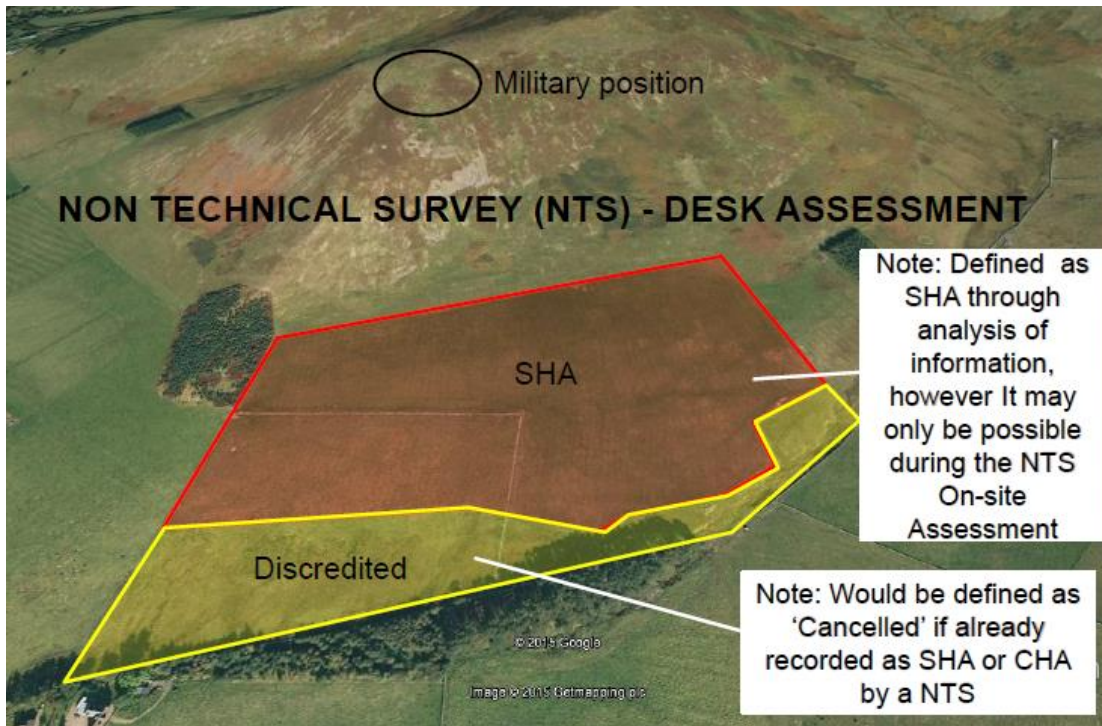 Military position
NON TECHNICAL SURVEY (NTS) - DESK ASSESSMENT
Note: Defined as
SHA through
analysis of
information,
however It may
only be possible
during the NTS
On-site
Assessment
SHA
Discredited
Note: Would be defined as
‘Cancelled’ if already
recorded as SHA or CHA
by a NTS
© 2015 Google
Image © 2015 Getmapping plc